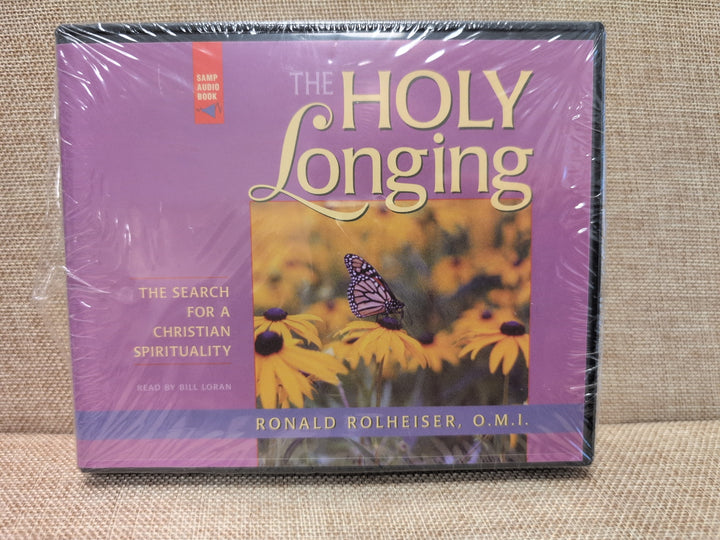 SAMP
AUDIO
BOOK
THE
HOLY
Longing
THE SEARCH
FOR A
CHRISTIAN
SPIRITUALITY
READ BY BILL LORAN
RONALD ROLHEISER, O.M.I.